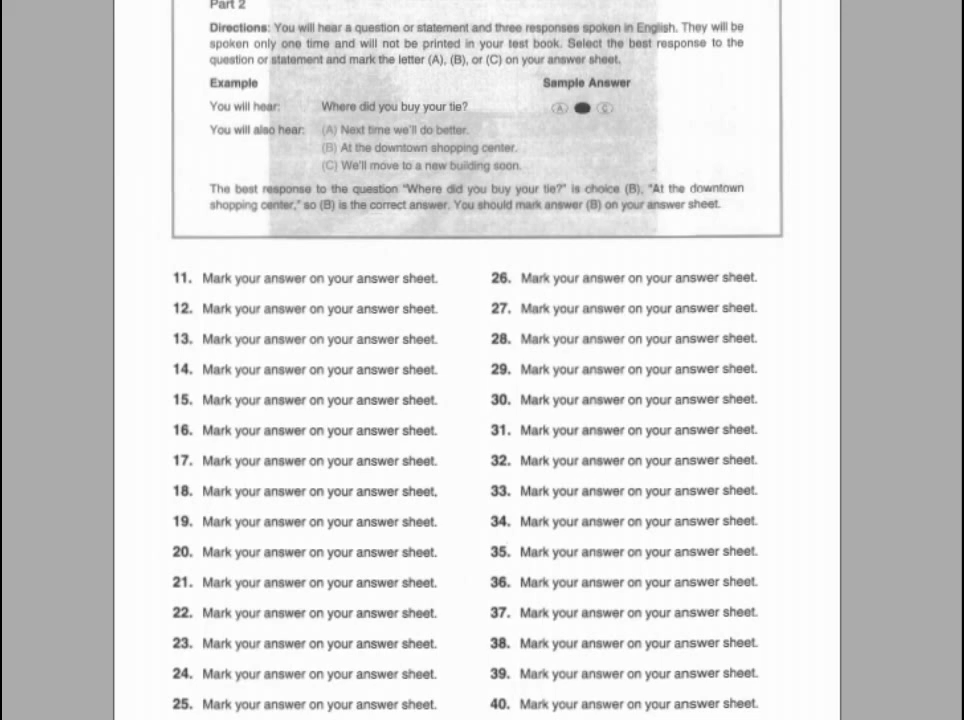 Part 2
Directions: You will hear a question or statement and three responses spoken in English. They will be
spoken only one time and will not be printed in your test book. Select the best response to the
question or statement and mark the letter (A), (B), or (C) on your answer sheet.
Example Sample Answer
You will hear: Where did you buy your tie? (A) (C)
You will also hear: (A) Next time we'll do better.
(B) At the downtown shopping center.
(C) We'll move to a new building soon.
The best response to the question "Where did you buy your tie?" is choice (B), "At the downtown
shopping center," so (B) is the correct answer. You should mark answer (B) on your answer sheet.
11. Mark your answer on your answer sheet.
12. Mark your answer on your answer sheet.
13. Mark your answer on your answer sheet.
14. Mark your answer on your answer sheet.
15. Mark your answer on your answer sheet.
16. Mark your answer on your answer sheet.
17. Mark your answer on your answer sheet.
18. Mark your answer on your answer sheet.
19. Mark your answer on your answer sheet.
20. Mark your answer on your answer sheet.
21. Mark your answer on your answer sheet.
22. Mark your answer on your answer sheet.
23. Mark your answer on your answer sheet.
24. Mark your answer on your answer sheet.
25. Mark your answer on your answer sheet.
26. Mark your answer on your answer sheet.
27. Mark your answer on your answer sheet.
28. Mark your answer on your answer sheet.
29. Mark your answer on your answer sheet.
30. Mark your answer on your answer sheet.
31. Mark your answer on your answer sheet.
32. Mark your answer on your answer sheet.
33. Mark your answer on your answer sheet.
34. Mark your answer on your answer sheet.
35. Mark your answer on your answer sheet.
36. Mark your answer on your answer sheet.
37. Mark your answer on your answer sheet.
38. Mark your answer on your answer sheet.
39. Mark your answer on your answer sheet.
40. Mark your answer on your answer sheet.